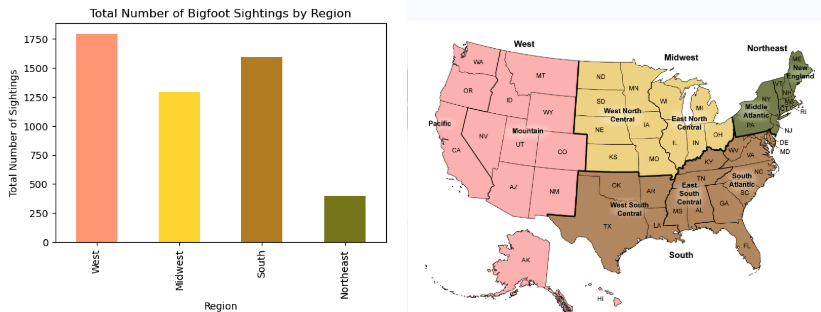 Total Number of Bigfoot Sightings by Region
Total Number of Sightings
1750
1500
1250
1000
750
500
250
0
West
Midwest
South
Northeast
Region
West
Midwest
Northeast
New England
Middle Atlantic
Pacific
Mountain
West North Central
East North Central
West South Central
East South Central
South Atlantic
South
WA
MT
OR
ID
WY
NV
UT
CO
CA
AZ
NM
AK
HI
ND
MN
SD
WI
MI
NE
IA
IL
IN
OH
KS
MO
ME
VT
NH
NY
MA
CT
RI
PA
NJ
DE
MD
WV
VA
KY
NC
TN
SC
OK
AR
MS
AL
GA
TX
LA
FL